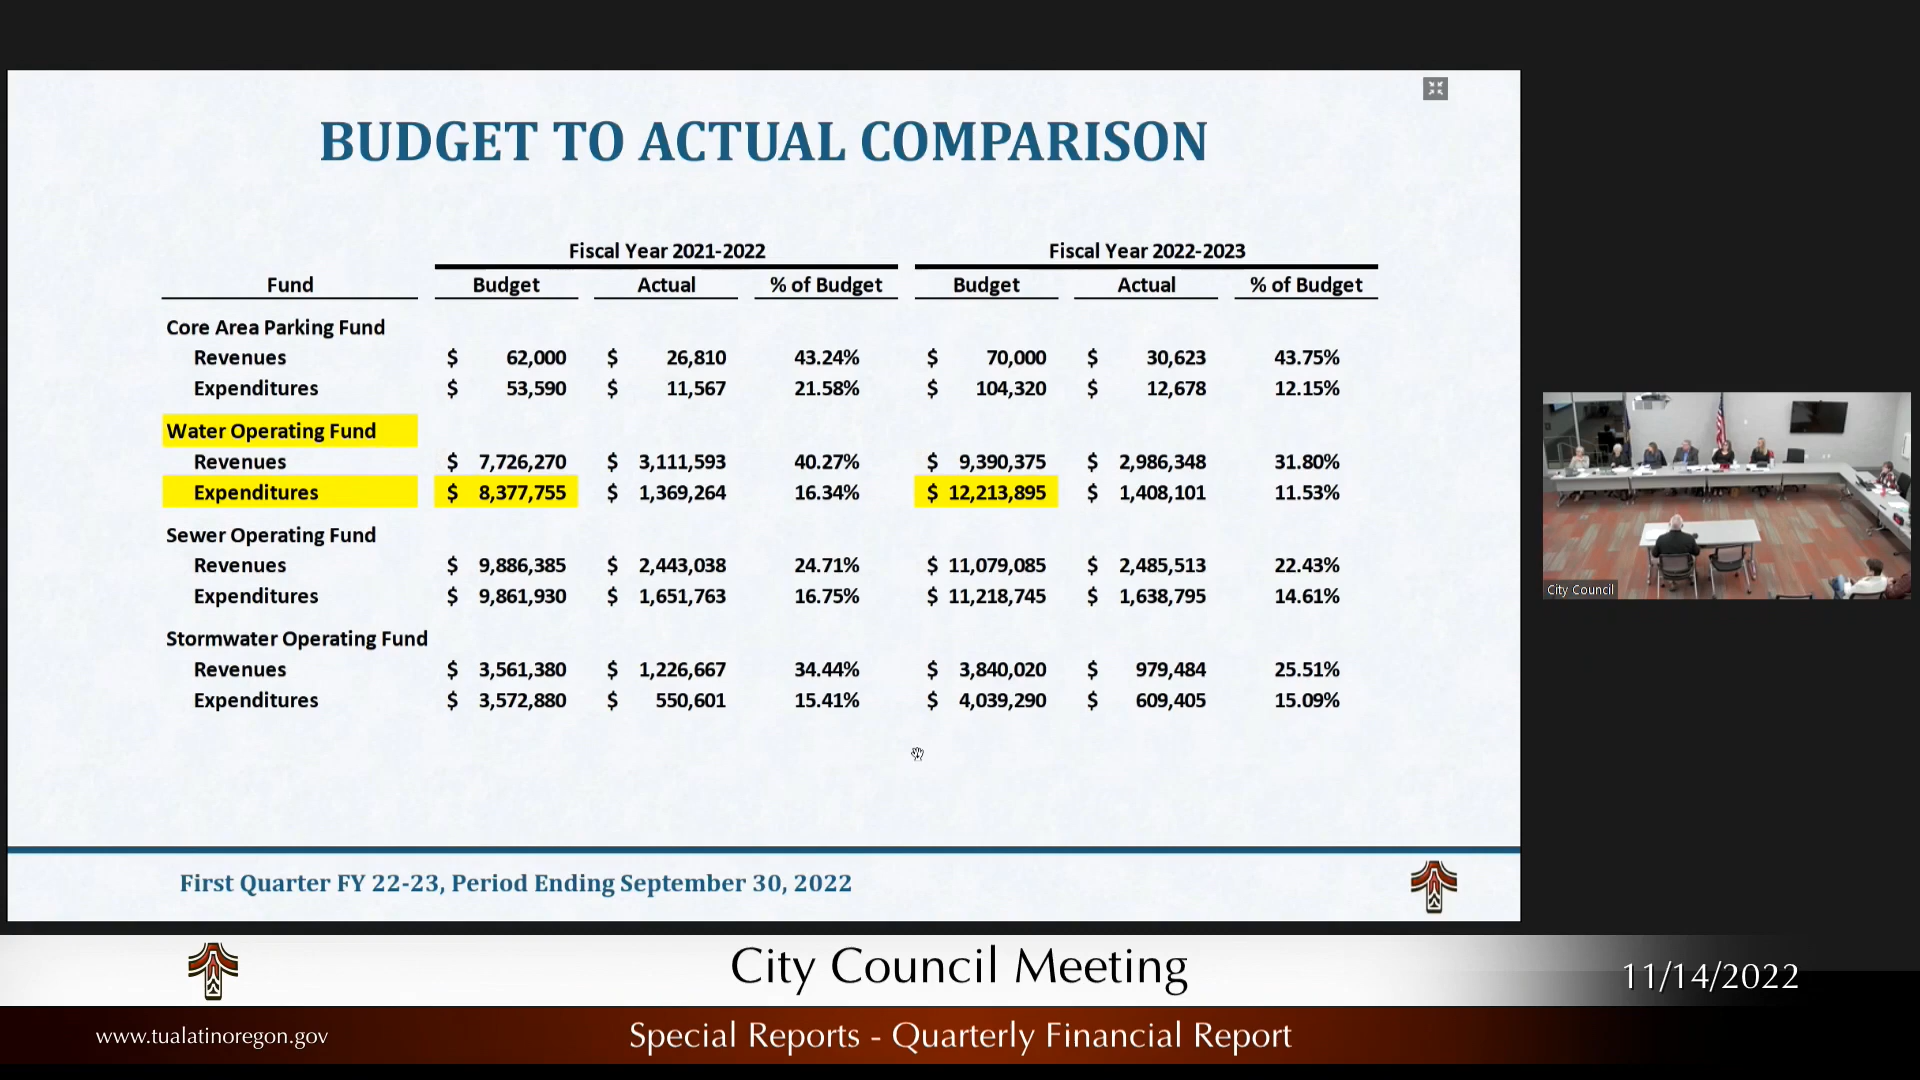 BUDGET TO ACTUAL COMPARISON
Fiscal Year 2021-2022 Fiscal Year 2022-2023
Fund Budget Actual % of Budget Budget Actual % of Budget
Core Area Parking Fund
Revenues $ 62,000 $ 26,810 43.24% $ 70,000 $ 30,623 43.75%
Expenditures $ 53,590 $ 11,567 21.58% $ 104,320 $ 12,678 12.15%
Water Operating Fund
Revenues $ 7,726,270 $ 3,111,593 40.27% $ 9,390,375 $ 2,986,348 31.80%
Expenditures $ 8,377,755 $ 1,369,264 16.34% $ 12,213,895 $ 1,408,101 11.53%
Sewer Operating Fund
Revenues $ 9,886,385 $ 2,443,038 24.71% $ 11,079,085 $ 2,485,513 22.43%
Expenditures $ 9,861,930 $ 1,651,763 16.75% $ 11,218,745 $ 1,638,795 14.61%
Stormwater Operating Fund
Revenues $ 3,561,380 $ 1,226,667 34.44% $ 3,840,020 $ 979,484 25.51%
Expenditures $ 3,572,880 $ 550,601 15.41% $ 4,039,290 $ 609,405 15.09%
First Quarter FY 22-23, Period Ending September 30, 2022
City Council
City Council Meeting
11/14/2022
www.tualatinoregon.gov
Special Reports - Quarterly Financial Report